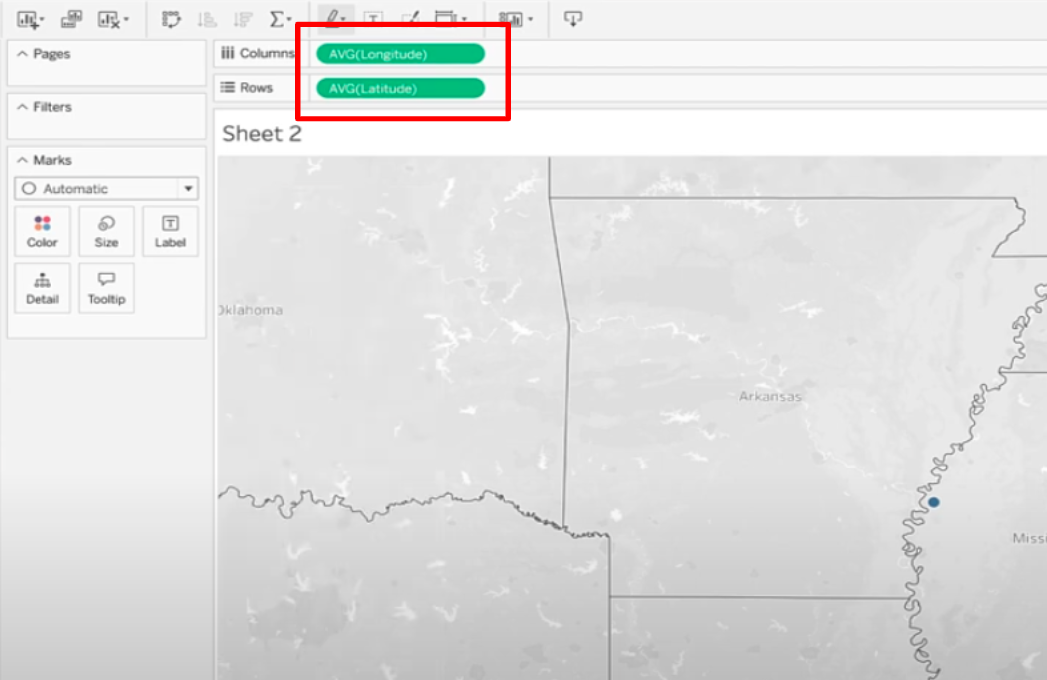 Pages
Columns
AVG(Longitude)
Rows
AVG(Latitude)
Filters
Sheet 2
Marks
Automatic
Color
Size
Label
Detail
Tooltip
Oklahoma
Arkansas
Missi